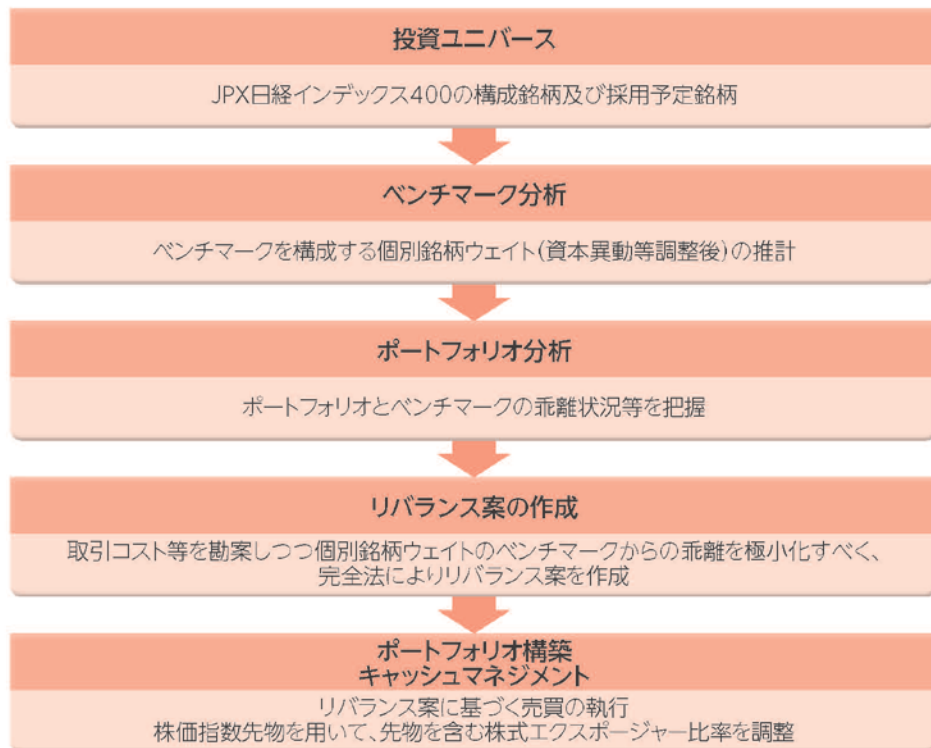 投資ユニバース
JPX日経インデックス400の構成銘柄及び採用予定銘柄
ベンチマーク分析
ベンチマークを構成する個別銘柄ウェイト(資本異動等調整後)の推計
ポートフォリオ分析
ポートフォリオとベンチマークの乖離状況等を把握
リバランス案の作成
取引コスト等を勘案しつつ個別銘柄ウェイトのベンチマークからの乖離を極小化すべく、
完全法によりリバランス案を作成
ポートフォリオ構築
キャッシュマネジメント
リバランス案に基づく売買の執行
株価指数先物を用いて、先物を含む株式エクスポージャー比率を調整